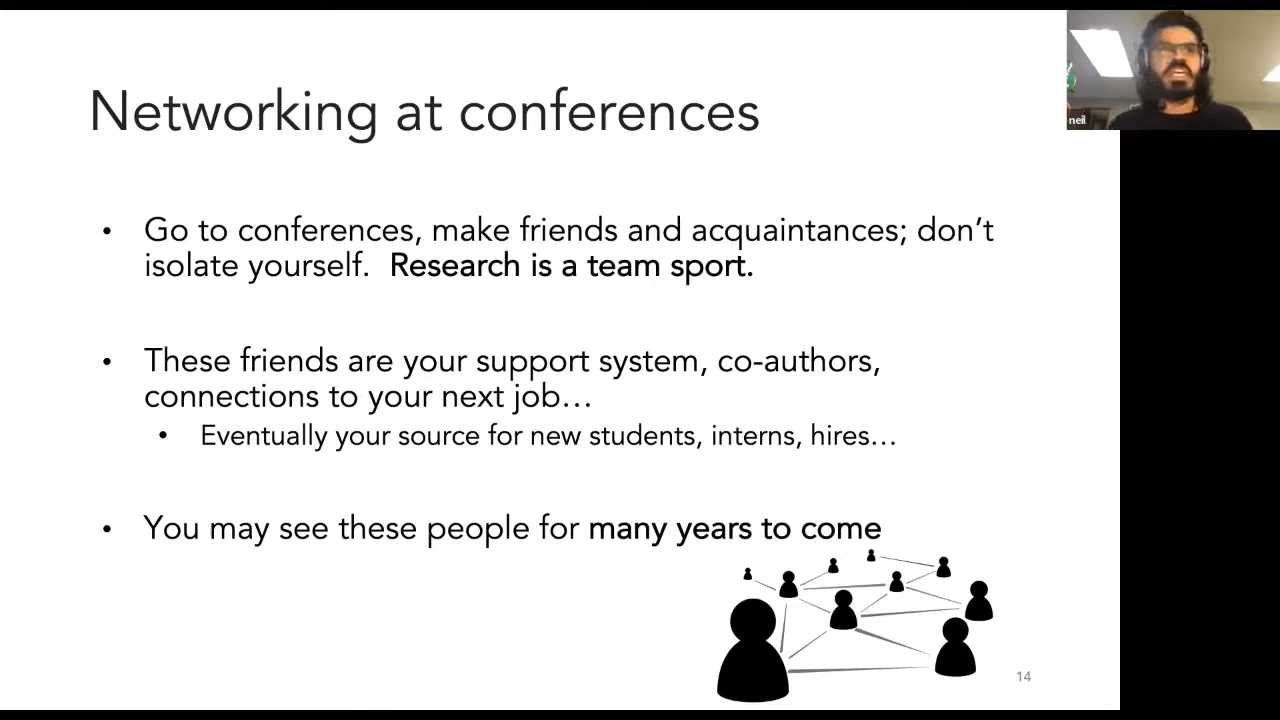 Networking at conferences
neil
• Go to conferences, make friends and acquaintances; don’t
isolate yourself. Research is a team sport.
• These friends are your support system, co-authors,
connections to your next job…
• Eventually your source for new students, interns, hires…
• You may see these people for many years to come
14